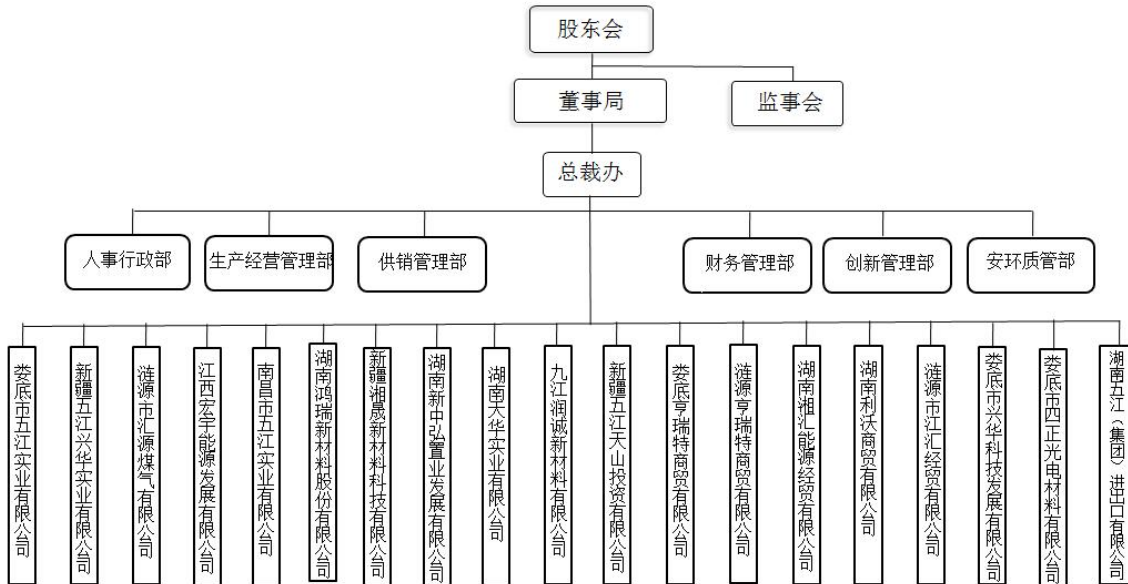 股东会
董事局
监事会
总裁办
人事行政部
生产经营管理部
供销管理部
财务管理部
创新管理部
安环质管部
娄底市五江实业有限公司
新疆五江兴华实业有限公司
涟源市汇源煤气有限公司
江西宏宇能源发展有限公司
南昌市五江实业有限公司
湖南鸿瑞新材料股份有限公司
新疆湘晟新材料科技有限公司
湖南新中弘置业发展有限公司
湖南大华实业有限公司
九江润诚新材料有限公司
新疆五江天山投资有限公司
娄底亨瑞特商贸有限公司
涟源亨瑞特商贸有限公司
湖南湘汇能源经贸有限公司
湖南利沃商贸有限公司
涟源市江汇经贸有限公司
娄底市兴华科技发展有限公司
娄底市四正光电材料有限公司
湖南五江（集团）进出口有限公司